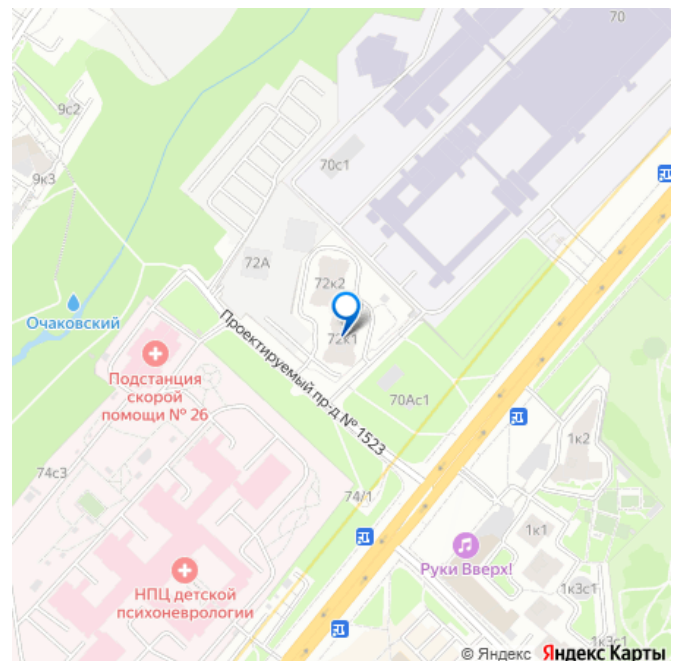 70
9с2
70с1
9к3
72А
72к2
72к1
Очаковский
Проектируемый пр-д № 1523
Подстанция
скорой
помощи № 26
70Ас1
1к2
74с3
74/1
1к1
Руки Вверх!
НПЦ детской
психоневрологии
1к3с1
1к3с1
© Яндекс Яндекс Карты